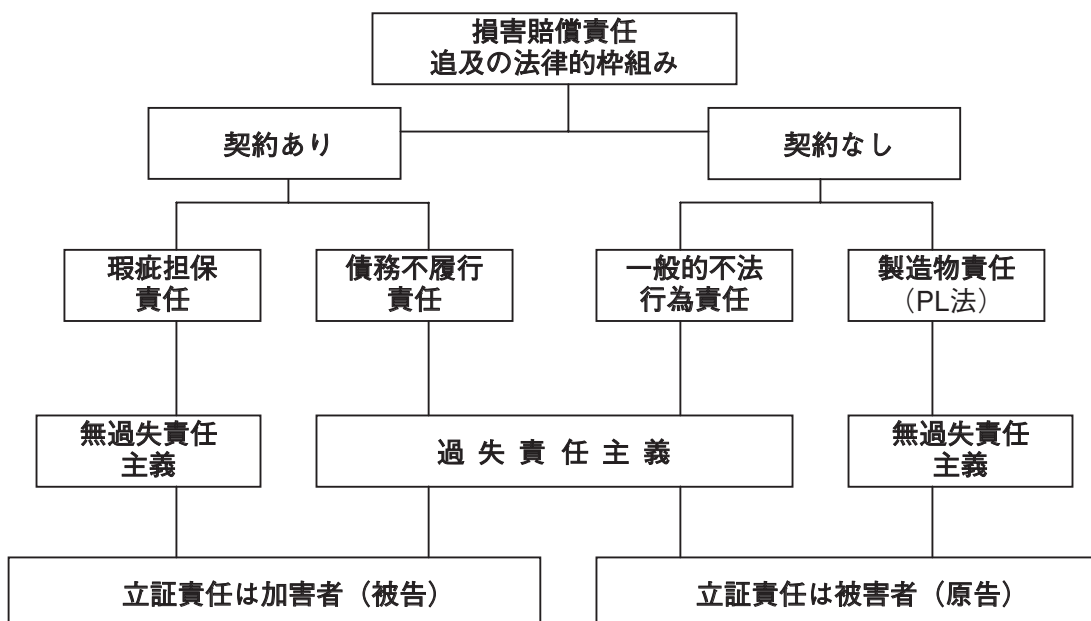 損害賠償責任
追及の法律的枠組み
契約あり
契約なし
瑕疵担保
責任
債務不履行
責任
一般的不法
行為責任
製造物責任
（PL法）
無過失責任
主義
過失責任主義
無過失責任
主義
立証責任は加害者（被告）
立証責任は被害者（原告）